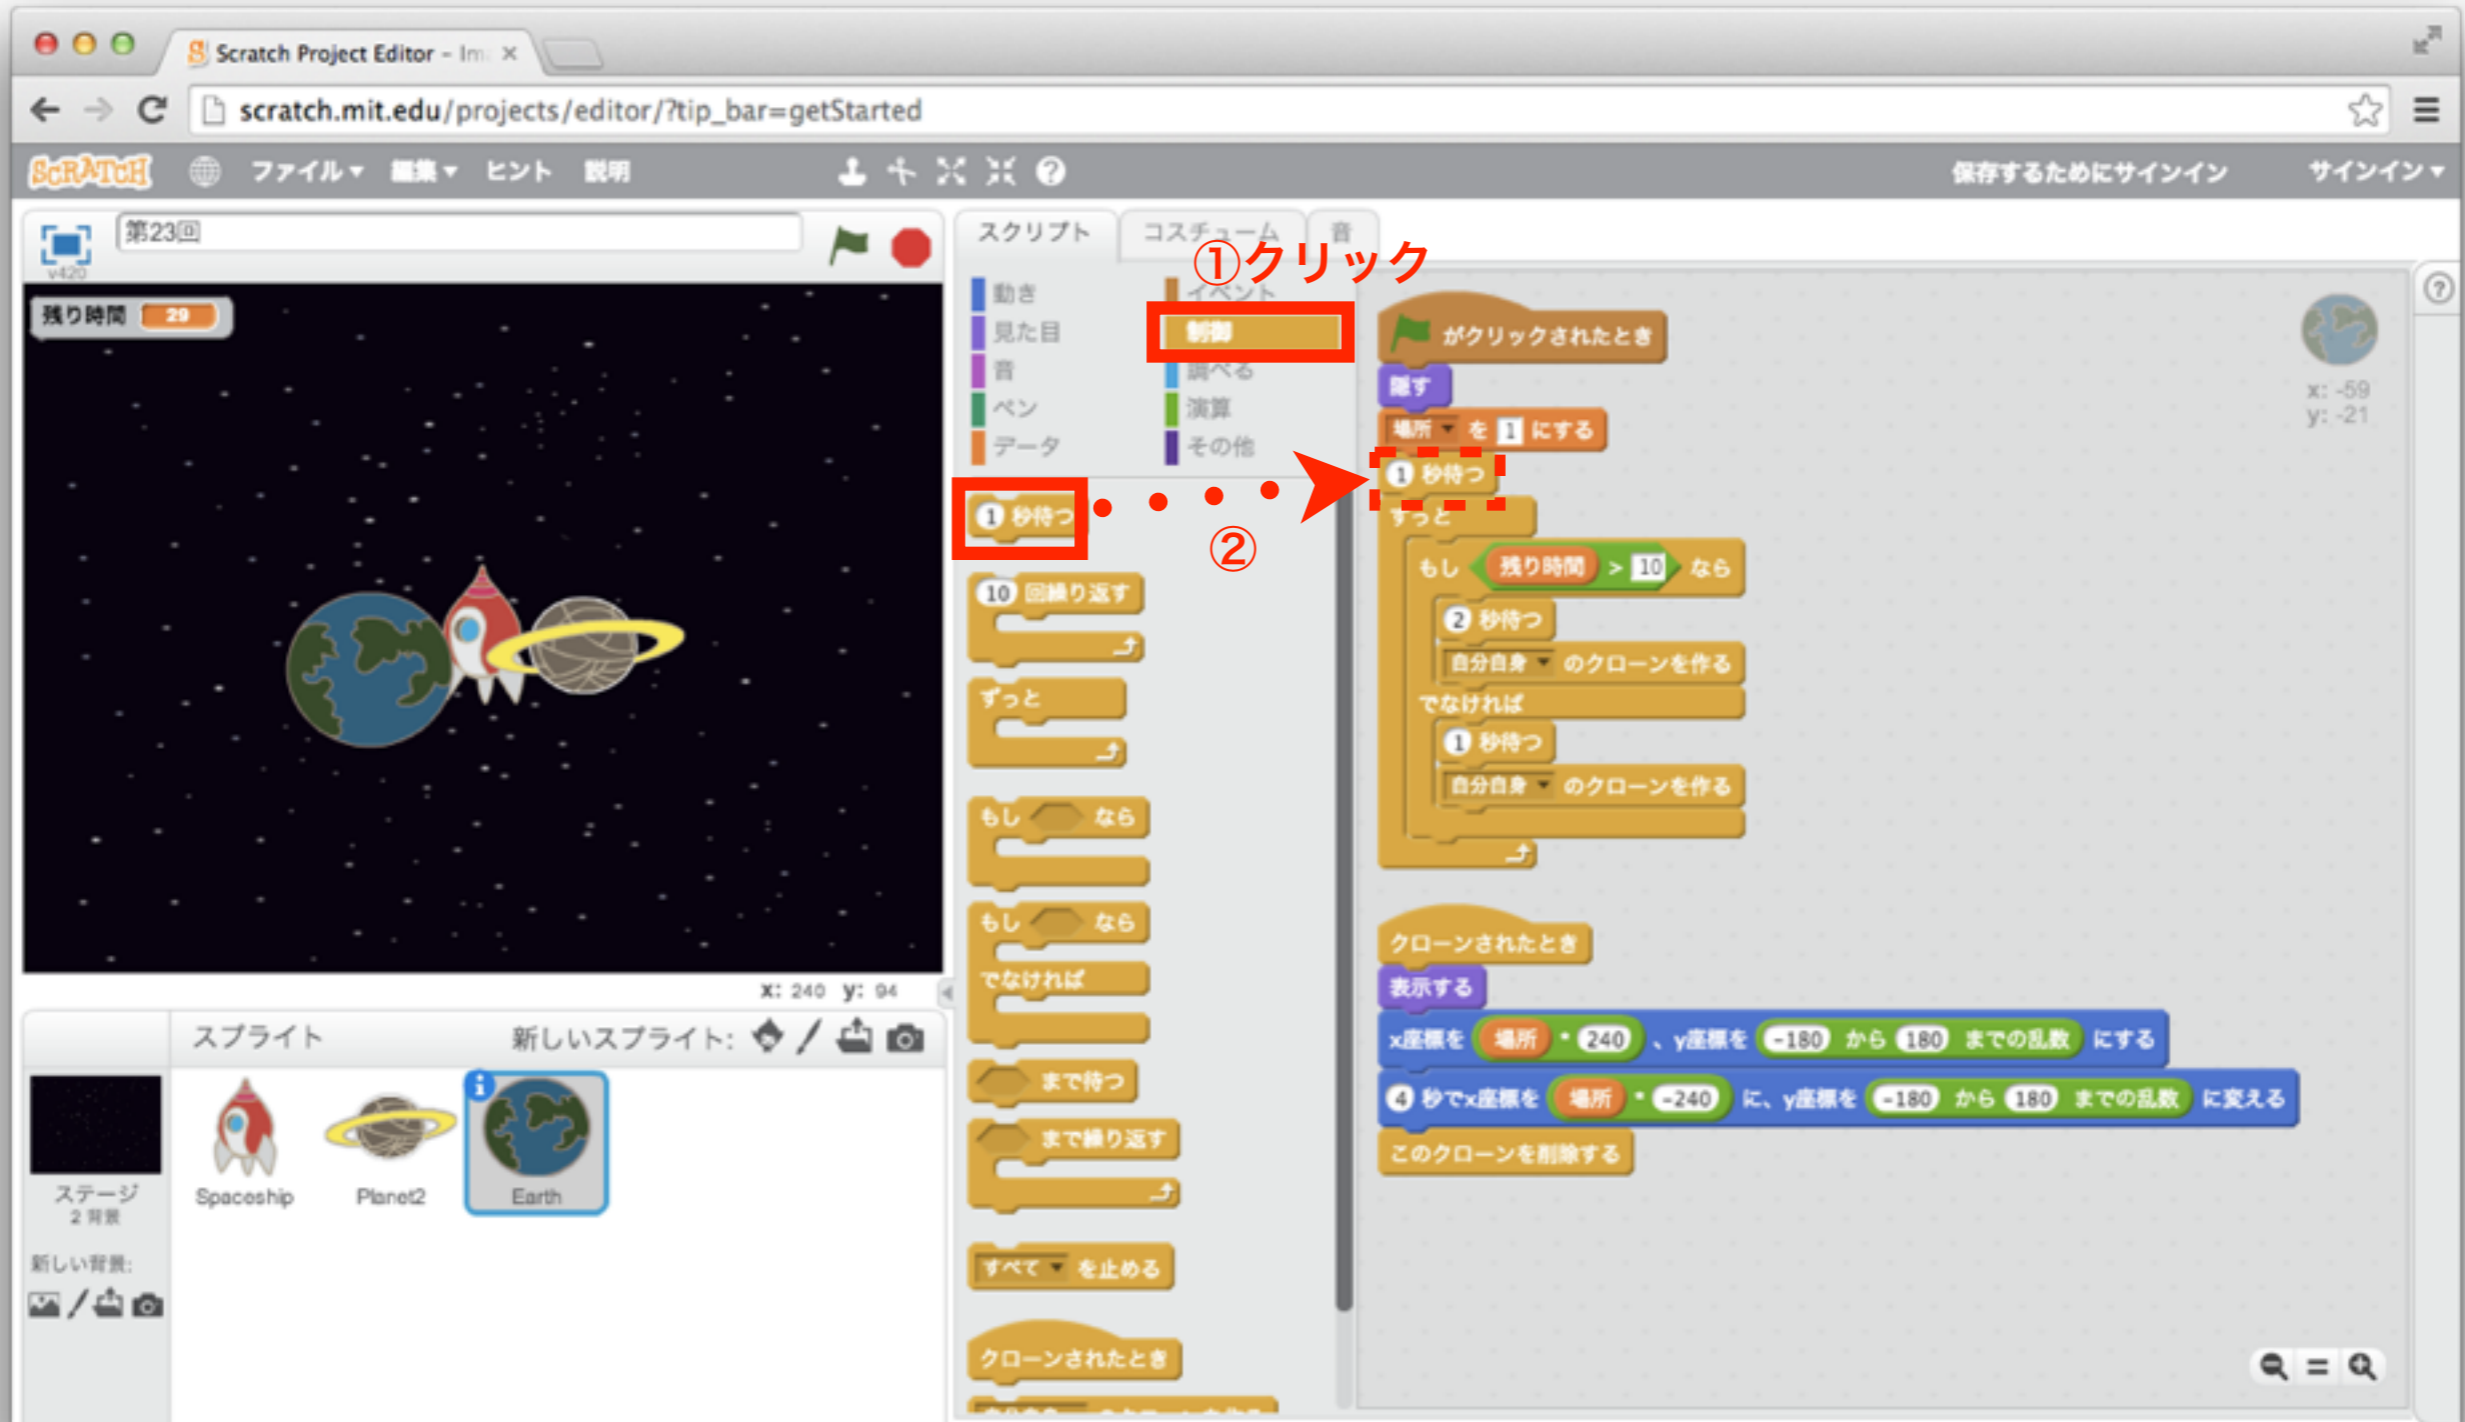 Scratch Project Editor - Im
scratch.mit.edu/projects/editor/?tip_bar=getStarted
SCRATCH ファイル 編集 ヒント 説明
保存するためにサインイン サインイン
v420
第23回
残り時間 29
x: 240 y: 94
スプライト 新しいスプライト:
ステージ
2 背景
新しい背景:
Spaceship
Planet2
Earth
スクリプト コスチューム 音
①クリック
動き イベント
見た目 制御
音 調べる
ペン 演算
データ その他
1 秒待つ
②
10 回繰り返す
ずっと
もし なら
もし なら
でなければ
まで待つ
まで繰り返す
すべて を止める
クローンされたとき
がクリックされたとき
隠す
場所 を 1 にする
1 秒待つ
ずっと
もし 残り時間 > 10 なら
2 秒待つ
自分自身 のクローンを作る
でなければ
1 秒待つ
自分自身 のクローンを作る
クローンされたとき
表示する
x座標を 場所 * 240 、y座標を -180 から 180 までの乱数 にする
4 秒でx座標を 場所 * -240 に、y座標を -180 から 180 までの乱数 に変える
このクローンを削除する
x: -59
y: -21